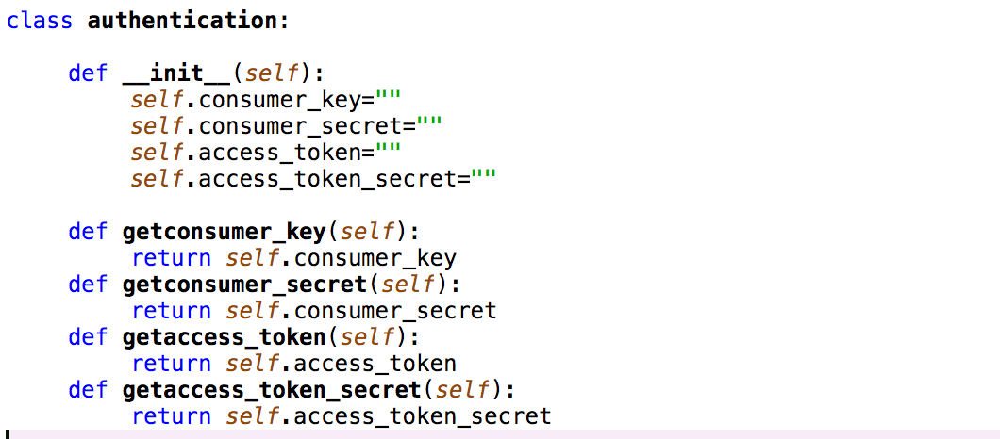 class authentication:
def __init__(self):
self.consumer_key=""
self.consumer_secret=""
self.access_token=""
self.access_token_secret=""
def getconsumer_key(self):
return self.consumer_key
def getconsumer_secret(self):
return self.consumer_secret
def getaccess_token(self):
return self.access_token
def getaccess_token_secret(self):
return self.access_token_secret